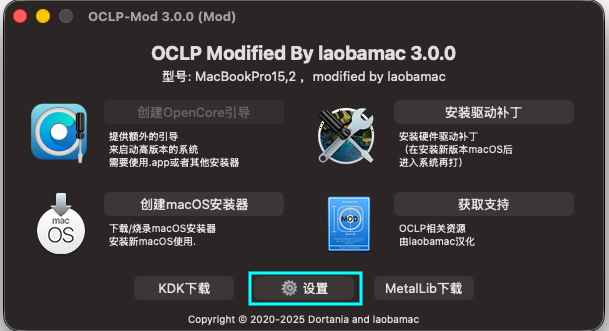 OCLP-Mod 3.0.0 (Mod)
OCLP Modified By laobamac 3.0.0
型号: MacBookPro15,2 ，modified by laobamac
创建OpenCore引导
提供额外的引导
来启动高版本的系统
需要使用.app或者其他安装器
安装驱动补丁
安装硬件驱动补丁
（在安装新版本macOS后
进入系统再打）
创建macOS安装器
下载/烧录macOS安装器
安装新macOS使用.
mac
OS
获取支持
OCLP相关资源
由laobamac汉化
MOD
KDK下载
设置
MetalLib下载
Copyright © 2020-2025 Dortania and laobamac